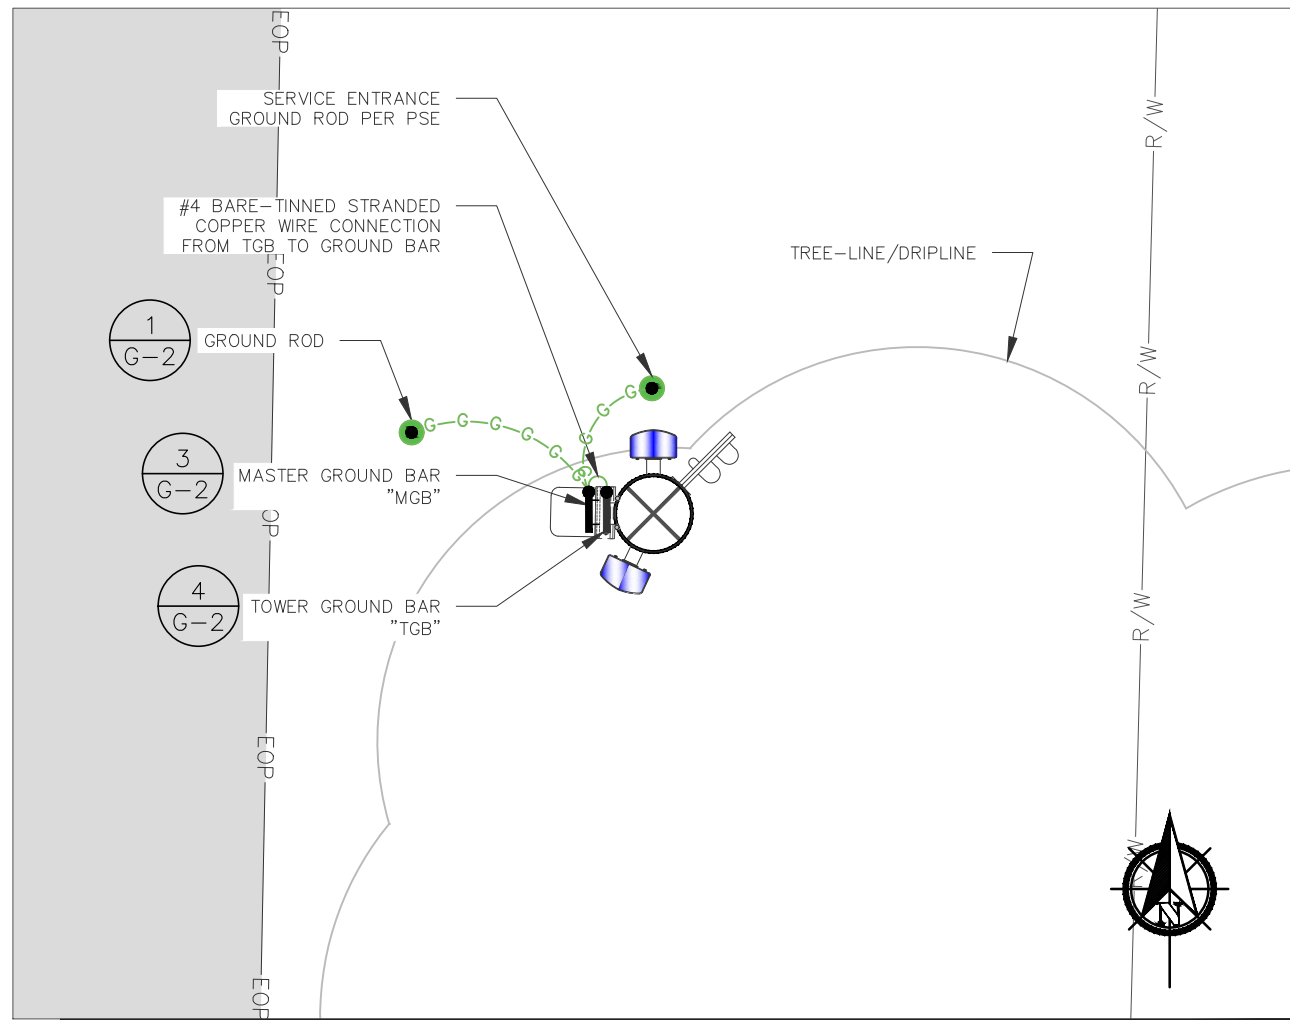 EOP
SERVICE ENTRANCE
GROUND ROD PER PSE
R/W
#4 BARE-TINNED STRANDED
COPPER WIRE CONNECTION
FROM TGB TO GROUND BAR
TREE-LINE/DRIPLINE
EOP
1
G-2
GROUND ROD
R/W
G G G G G G
G G G G
3
G-2
MASTER GROUND BAR
"MGB"
OP
4
G-2
TOWER GROUND BAR
"TGB"
R/W
EOP
R/W
N
EOP